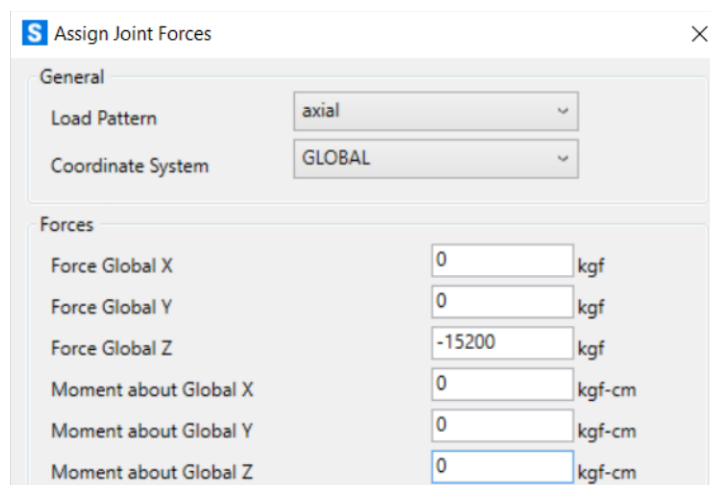 S Assign Joint Forces
General
Load Pattern axial
Coordinate System GLOBAL
Forces
Force Global X 0 kgf
Force Global Y 0 kgf
Force Global Z -15200 kgf
Moment about Global X 0 kgf-cm
Moment about Global Y 0 kgf-cm
Moment about Global Z 0 kgf-cm